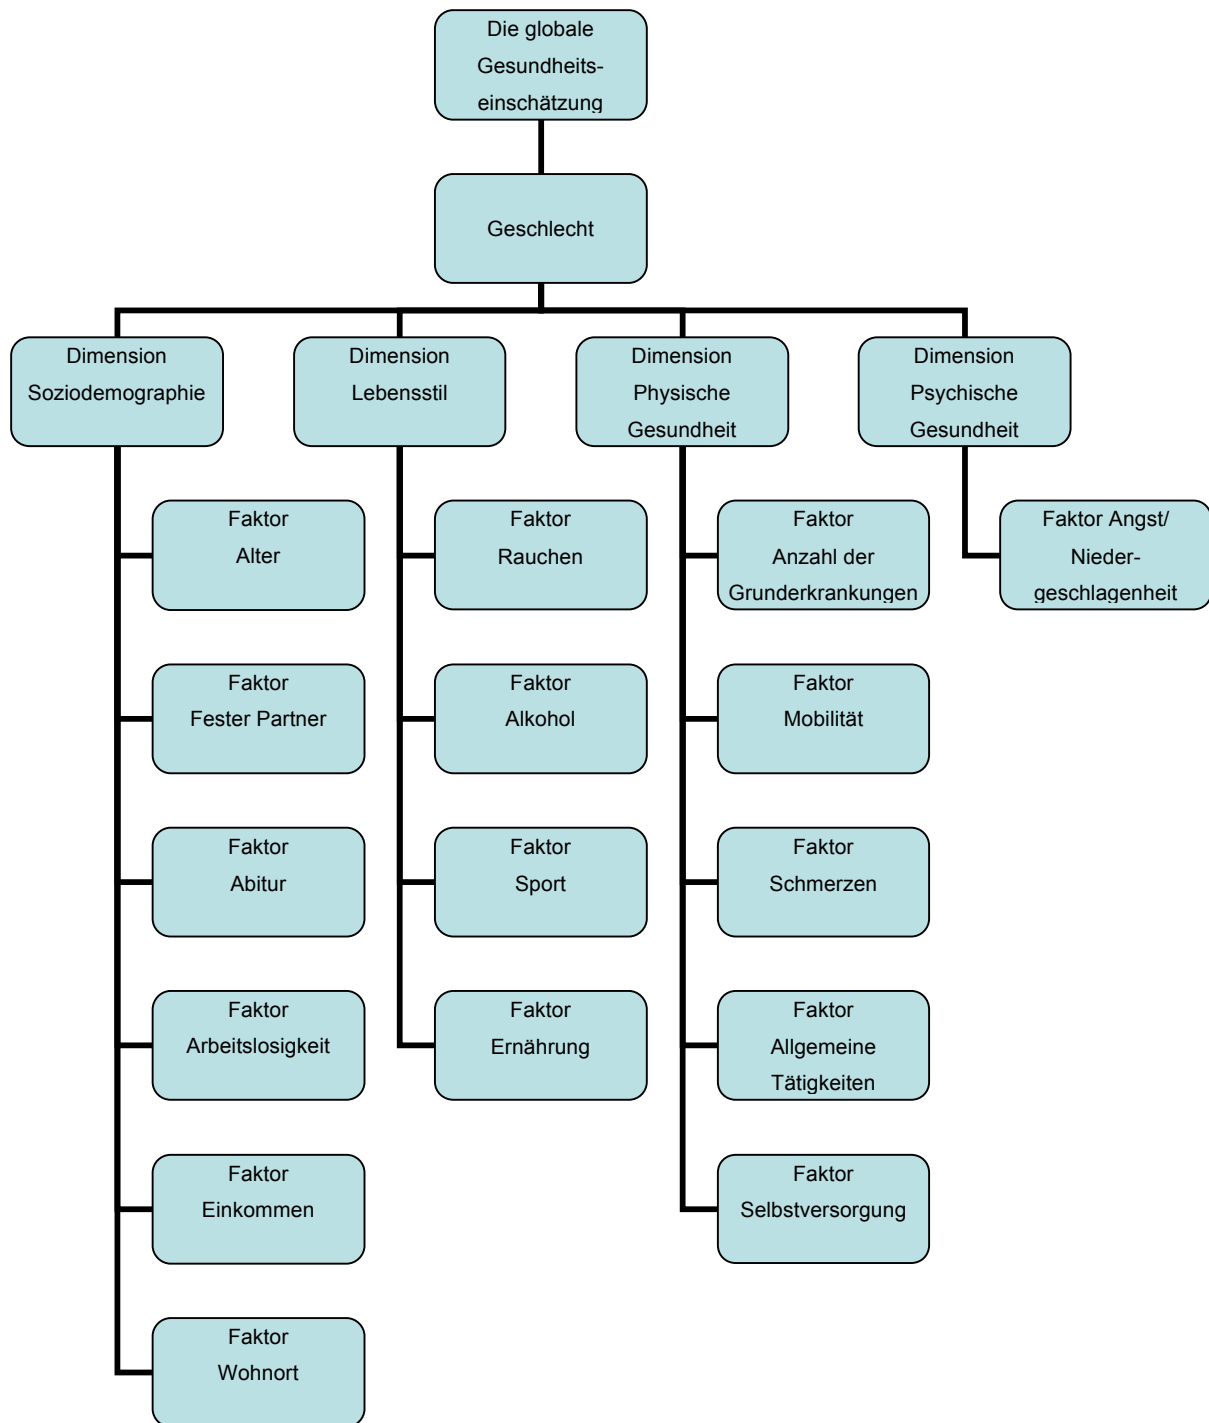 Die globale
Gesundheits-
einschätzung
Geschlecht
Dimension
Soziodemographie
Dimension
Lebensstil
Dimension
Physische
Gesundheit
Dimension
Psychische
Gesundheit
Faktor
Alter
Faktor
Fester Partner
Faktor
Abitur
Faktor
Arbeitslosigkeit
Faktor
Einkommen
Faktor
Wohnort
Faktor
Rauchen
Faktor
Alkohol
Faktor
Sport
Faktor
Ernährung
Faktor
Anzahl der
Grunderkrankungen
Faktor
Mobilität
Faktor
Schmerzen
Faktor
Allgemeine
Tätigkeiten
Faktor
Selbstversorgung
Faktor Angst/
Nieder-
geschlagenheit